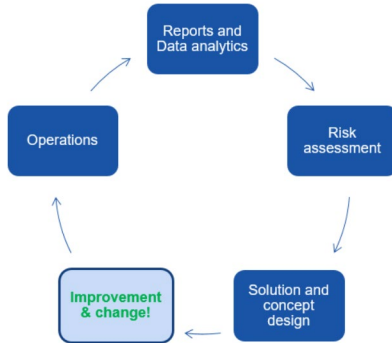 Reports and
Data analytics
Risk
assessment
Solution and
concept
design
Improvement
& change!
Operations